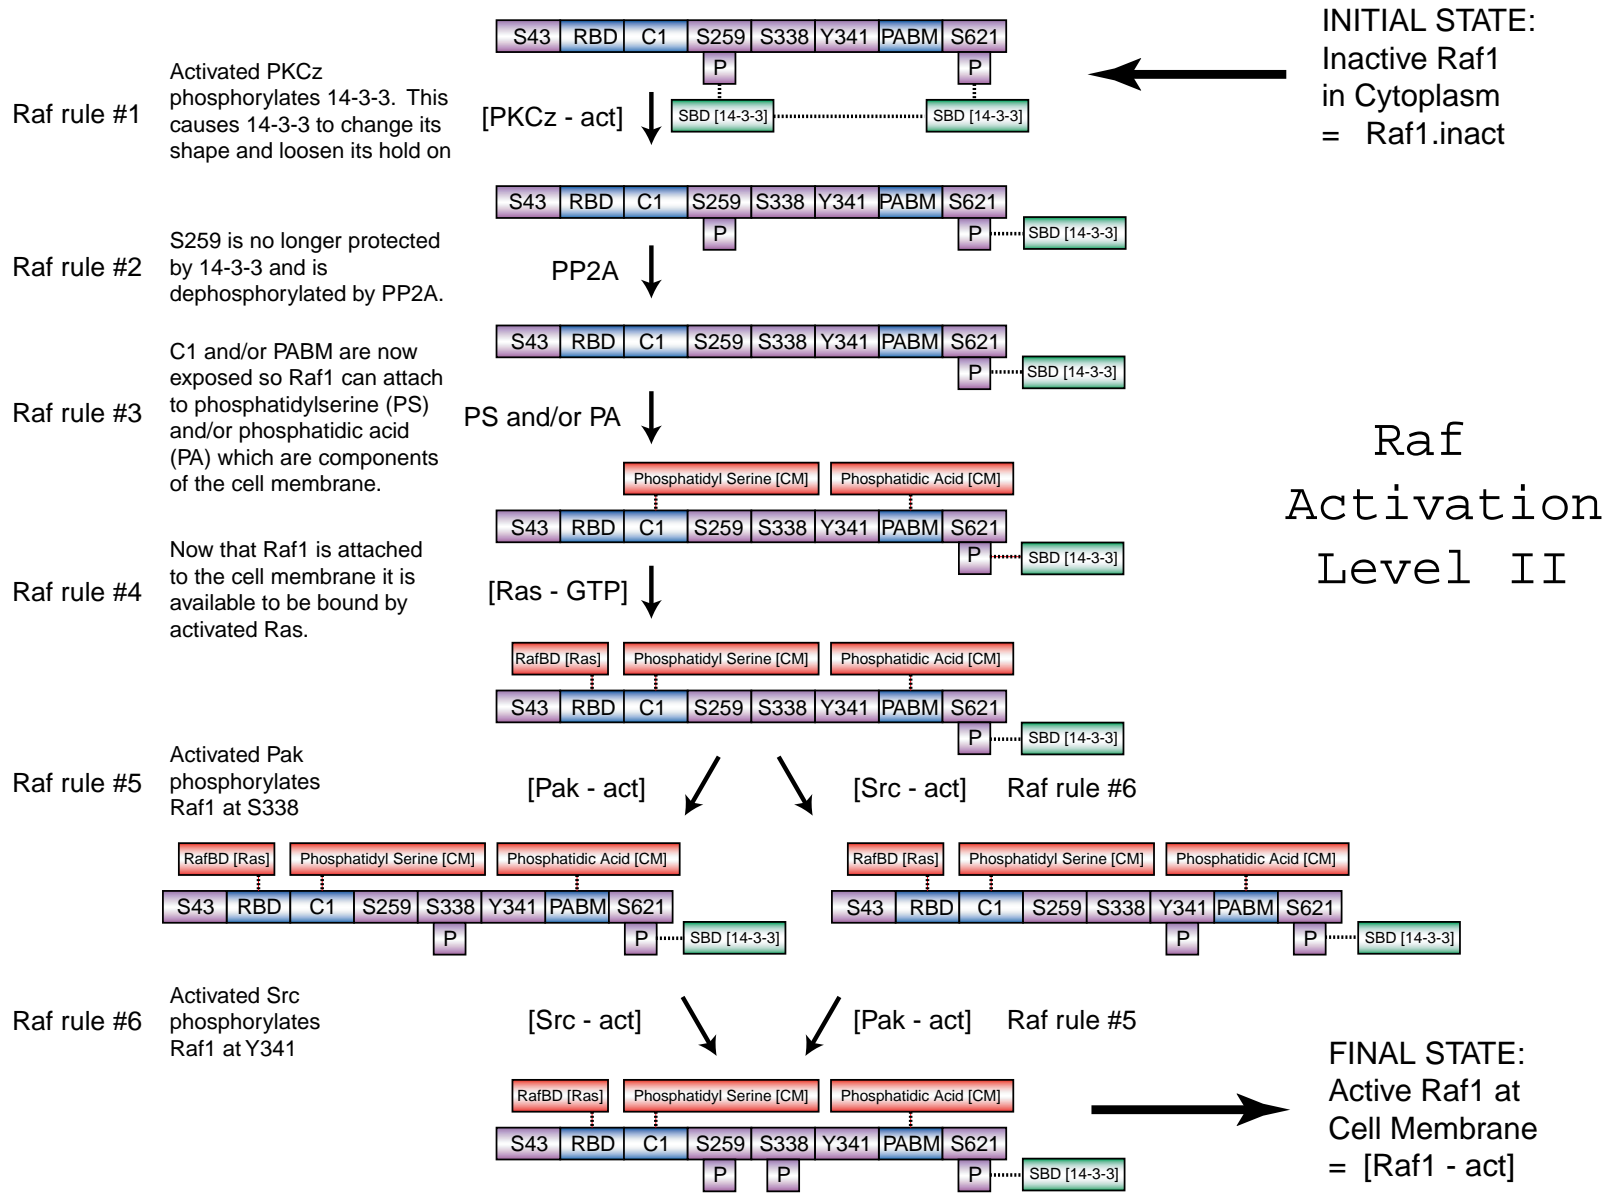 INITIAL STATE:
Inactive Raf1
in Cytoplasm
= Raf1.inact
S43 RBD C1 S259 S338 Y341 PABM S621
P P
SBD [14-3-3] SBD [14-3-3]
Raf rule #1
Activated PKCz
phosphorylates 14-3-3. This
causes 14-3-3 to change its
shape and loosen its hold on
[PKCz - act]
S43 RBD C1 S259 S338 Y341 PABM S621
P P SBD [14-3-3]
Raf rule #2
S259 is no longer protected
by 14-3-3 and is
dephosphorylated by PP2A.
PP2A
S43 RBD C1 S259 S338 Y341 PABM S621
P SBD [14-3-3]
Raf rule #3
C1 and/or PABM are now
exposed so Raf1 can attach
to phosphatidylserine (PS)
and/or phosphatidic acid
(PA) which are components
of the cell membrane.
PS and/or PA
Raf
Activation
Level II
Phosphatidyl Serine [CM] Phosphatidic Acid [CM]
S43 RBD C1 S259 S338 Y341 PABM S621
P SBD [14-3-3]
Raf rule #4
Now that Raf1 is attached
to the cell membrane it is
available to be bound by
activated Ras.
[Ras - GTP]
RafBD [Ras] Phosphatidyl Serine [CM] Phosphatidic Acid [CM]
S43 RBD C1 S259 S338 Y341 PABM S621
P SBD [14-3-3]
Raf rule #5
Activated Pak
phosphorylates
Raf1 at S338
[Pak - act] [Src - act] Raf rule #6
RafBD [Ras] Phosphatidyl Serine [CM] Phosphatidic Acid [CM]
S43 RBD C1 S259 S338 Y341 PABM S621
P P SBD [14-3-3]
RafBD [Ras] Phosphatidyl Serine [CM] Phosphatidic Acid [CM]
S43 RBD C1 S259 S338 Y341 PABM S621
P P SBD [14-3-3]
Raf rule #6
Activated Src
phosphorylates
Raf1 at Y341
[Src - act] [Pak - act] Raf rule #5
RafBD [Ras] Phosphatidyl Serine [CM] Phosphatidic Acid [CM]
S43 RBD C1 S259 S338 Y341 PABM S621
P P P SBD [14-3-3]
FINAL STATE:
Active Raf1 at
Cell Membrane
= [Raf1 - act]